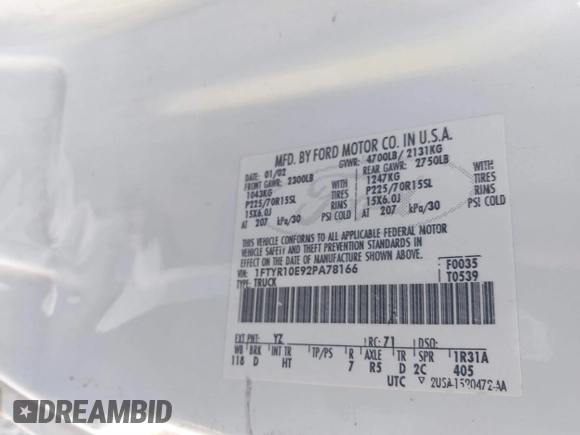 MFD. BY FORD MOTOR CO. IN U.S.A.
DATE: 01/02 GVWR: 4700LB/ 2131KG
FRONT GAWR: 2300LB REAR GAWR: 2750LB
1043KG WITH 1247KG WITH
P225/70R15SL TIRES P225/70R15SL TIRES
15X6.0J RIMS 15X6.0J RIMS
AT 207 kPa/30 PSI COLD AT 207 kPa/30 PSI COLD
THIS VEHICLE CONFORMS TO ALL APPLICABLE FEDERAL MOTOR
VEHICLE SAFETY AND THEFT PREVENTION STANDARDS IN
EFFECT ON THE DATE OF MANUFACTURE SHOWN ABOVE.
VIN: 1FTYR10E92PA78166 F0035
TYPE: TRUCK T0539
EXT PNT: YZ RC: 71 DSO:
WB BRK INT TR TP/PS R AXLE TR SPR 1R31A
118 D HT 7 R5 D 2C 405
UTC
DREAMBID